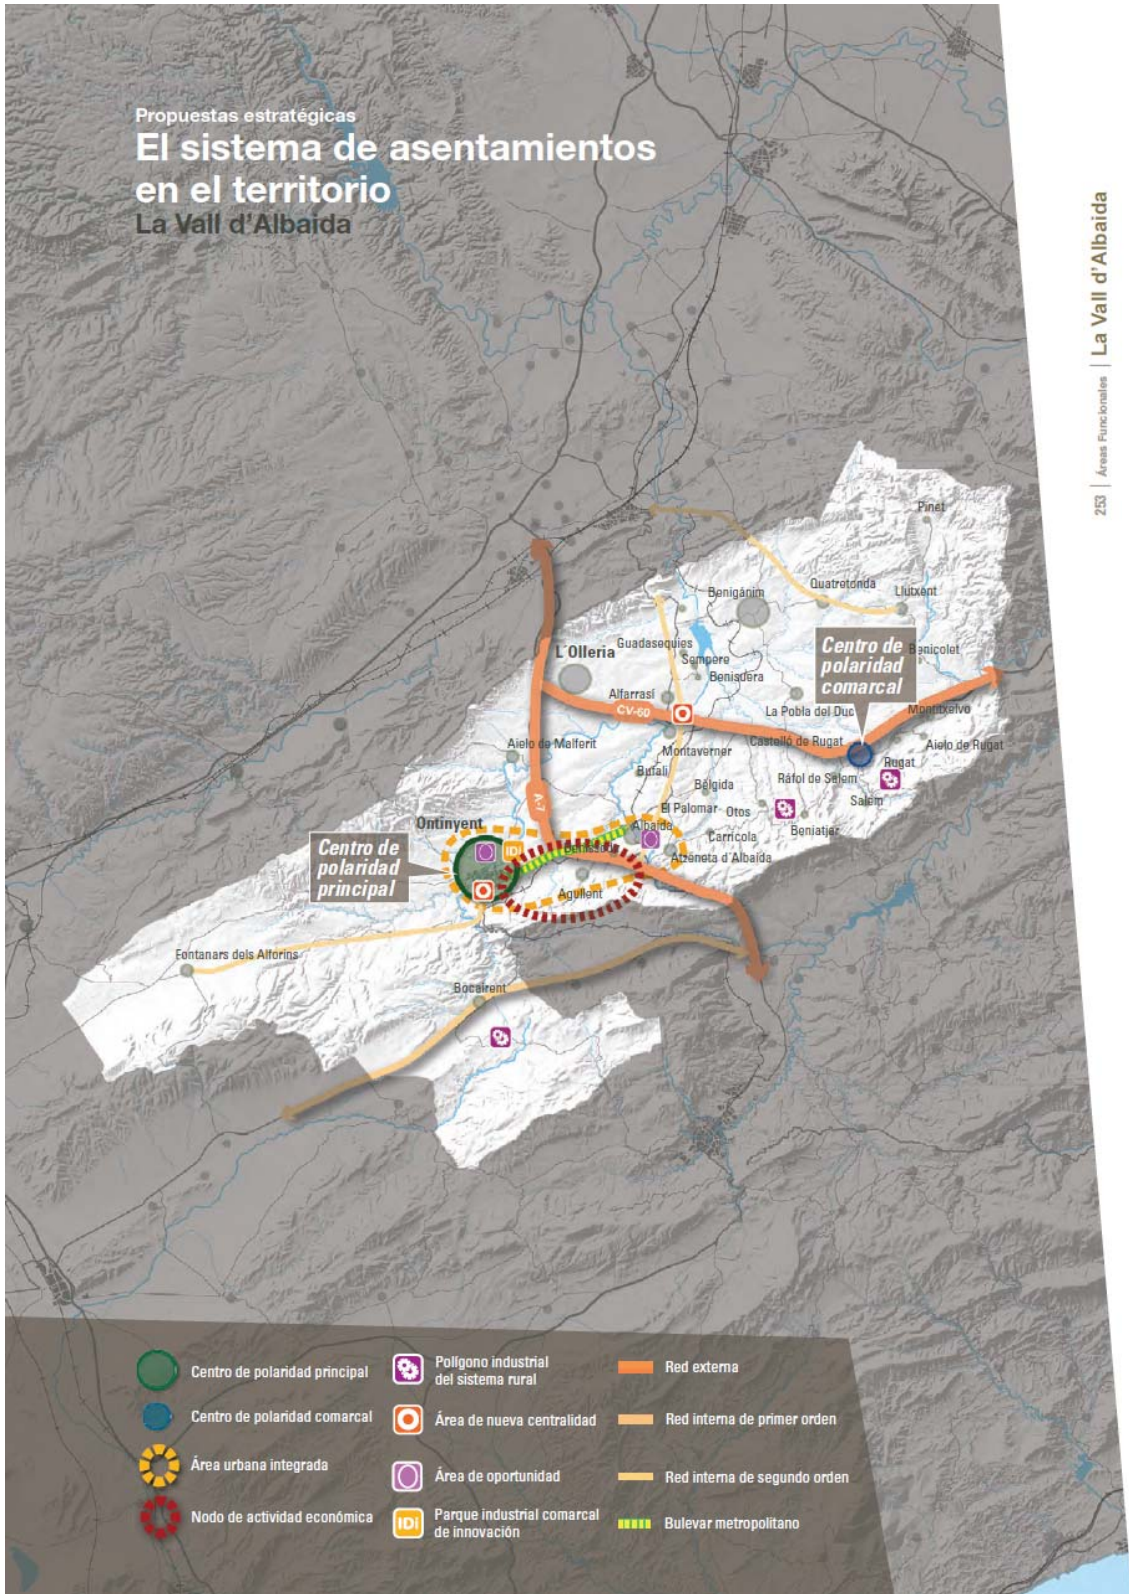 Propuestas estratégicas
El sistema de asentamientos
en el territorio
La Vall d'Albaida
253 | Áreas Funcionales | La Vall d'Albaida
Pinet
Quatretonda
Llutxent
Benigánim
Centro de
polaridad
comarcal
Benicolet
Guadasequies
L'Olleria
Sempere
Benisuera
Alfarrasí
CV-60
La Pobla del Duc
Montitxelvo
Castelló de Rugat
Aielo de Rugat
Aielo de Malferit
Montaverner
Rugat
Bufali
Ráfol de Salem
Bélgida
Salem
A-7
El Palomar
Otos
Beniatjar
Ontinyent
Albaida
Carrícola
Centro de
polaridad
principal
IDi
Benissoda
Atzeneta d'Albaida
Agullent
Fontanars dels Alforins
Bocairent
Centro de polaridad principal
Centro de polaridad comarcal
Área urbana integrada
Nodo de actividad económica
Polígono industrial
del sistema rural
Área de nueva centralidad
Área de oportunidad
IDi
Parque industrial comarcal
de innovación
Red externa
Red interna de primer orden
Red interna de segundo orden
Bulevar metropolitano